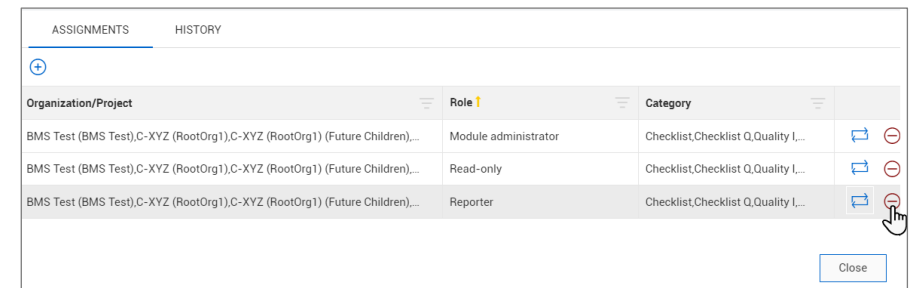 ASSIGNMENTS HISTORY
Organization/Project Role Category
BMS Test (BMS Test),C-XYZ (RootOrg1),C-XYZ (RootOrg1) (Future Children),... Module administrator Checklist,Checklist Q,Quality I,...
BMS Test (BMS Test),C-XYZ (RootOrg1),C-XYZ (RootOrg1) (Future Children),... Read-only Checklist,Checklist Q,Quality I,...
BMS Test (BMS Test),C-XYZ (RootOrg1),C-XYZ (RootOrg1) (Future Children),... Reporter Checklist,Checklist Q,Quality I,...
Close